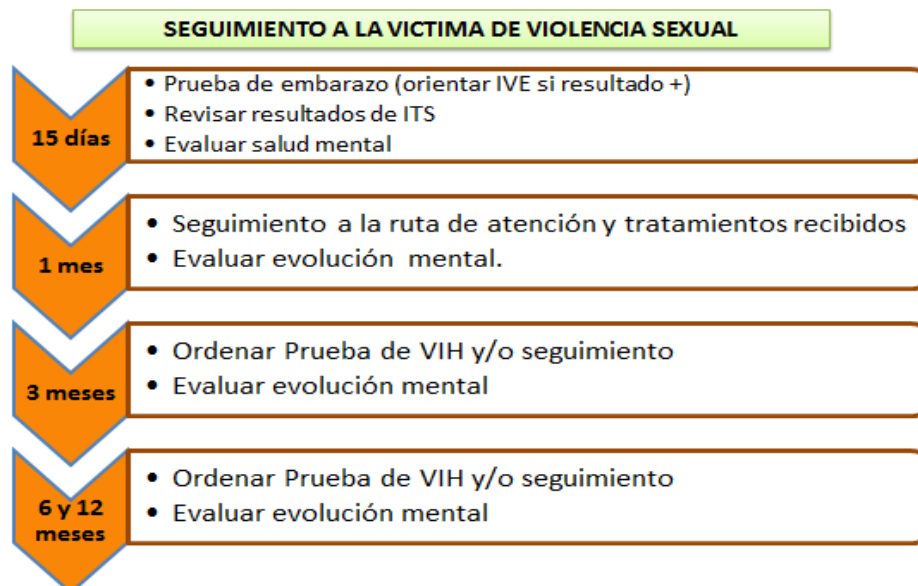 SEGUIMIENTO A LA VICTIMA DE VIOLENCIA SEXUAL
15 días
• Prueba de embarazo (orientar IVE si resultado +)
• Revisar resultados de ITS
• Evaluar salud mental
1 mes
• Seguimiento a la ruta de atención y tratamientos recibidos
• Evaluar evolución mental.
3 meses
• Ordenar Prueba de VIH y/o seguimiento
• Evaluar evolución mental
6 y 12
meses
• Ordenar Prueba de VIH y/o seguimiento
• Evaluar evolución mental